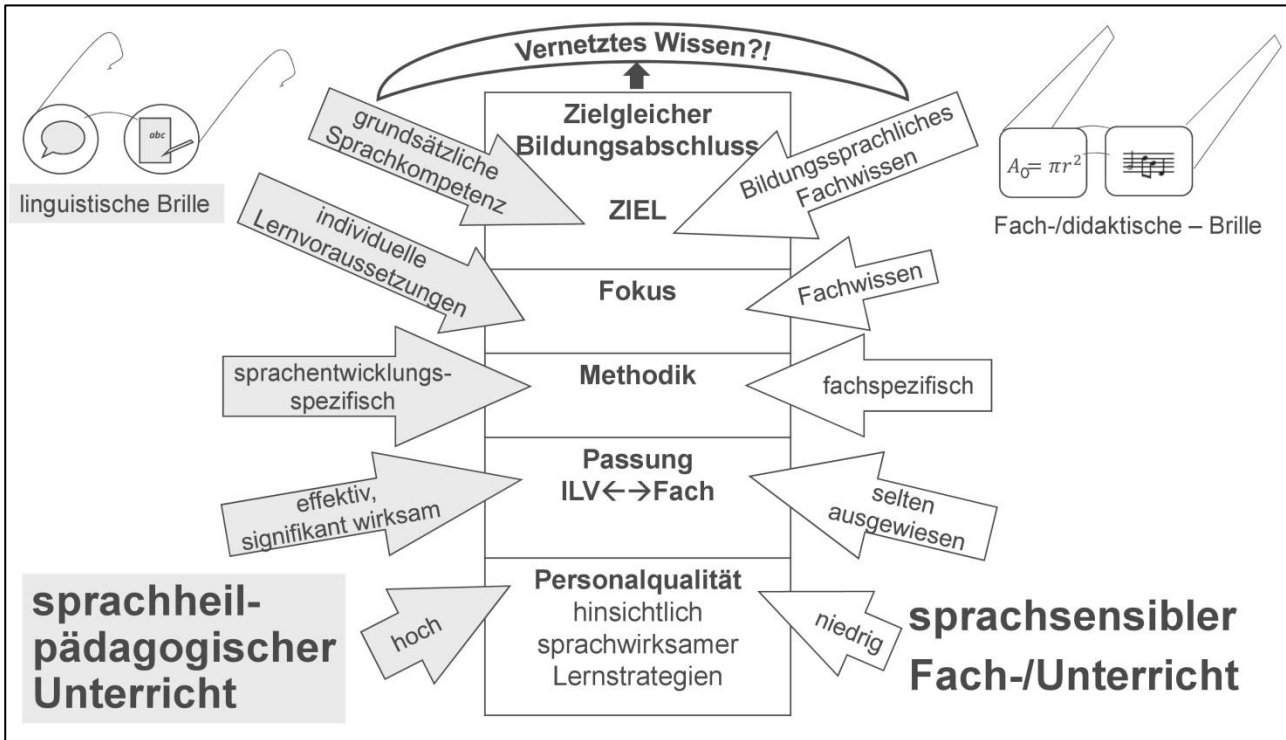 Vernetztes Wissen?!
abc
linguistische Brille
A₀= πr²
Fach-/didaktische – Brille
Zielgleicher
Bildungsabschluss
ZIEL
grundsätzliche
Sprachkompetenz
Bildungssprachliches
Fachwissen
individuelle
Lernvoraussetzungen
Fokus
Fachwissen
sprachentwicklungs-
spezifisch
Methodik
fachspezifisch
effektiv,
signifikant wirksam
Passung
ILV←→Fach
selten
ausgewiesen
sprachheil-
pädagogischer
Unterricht
hoch
Personalqualität
hinsichtlich
sprachwirksamer
Lernstrategien
niedrig
sprachsensibler
Fach-/Unterricht